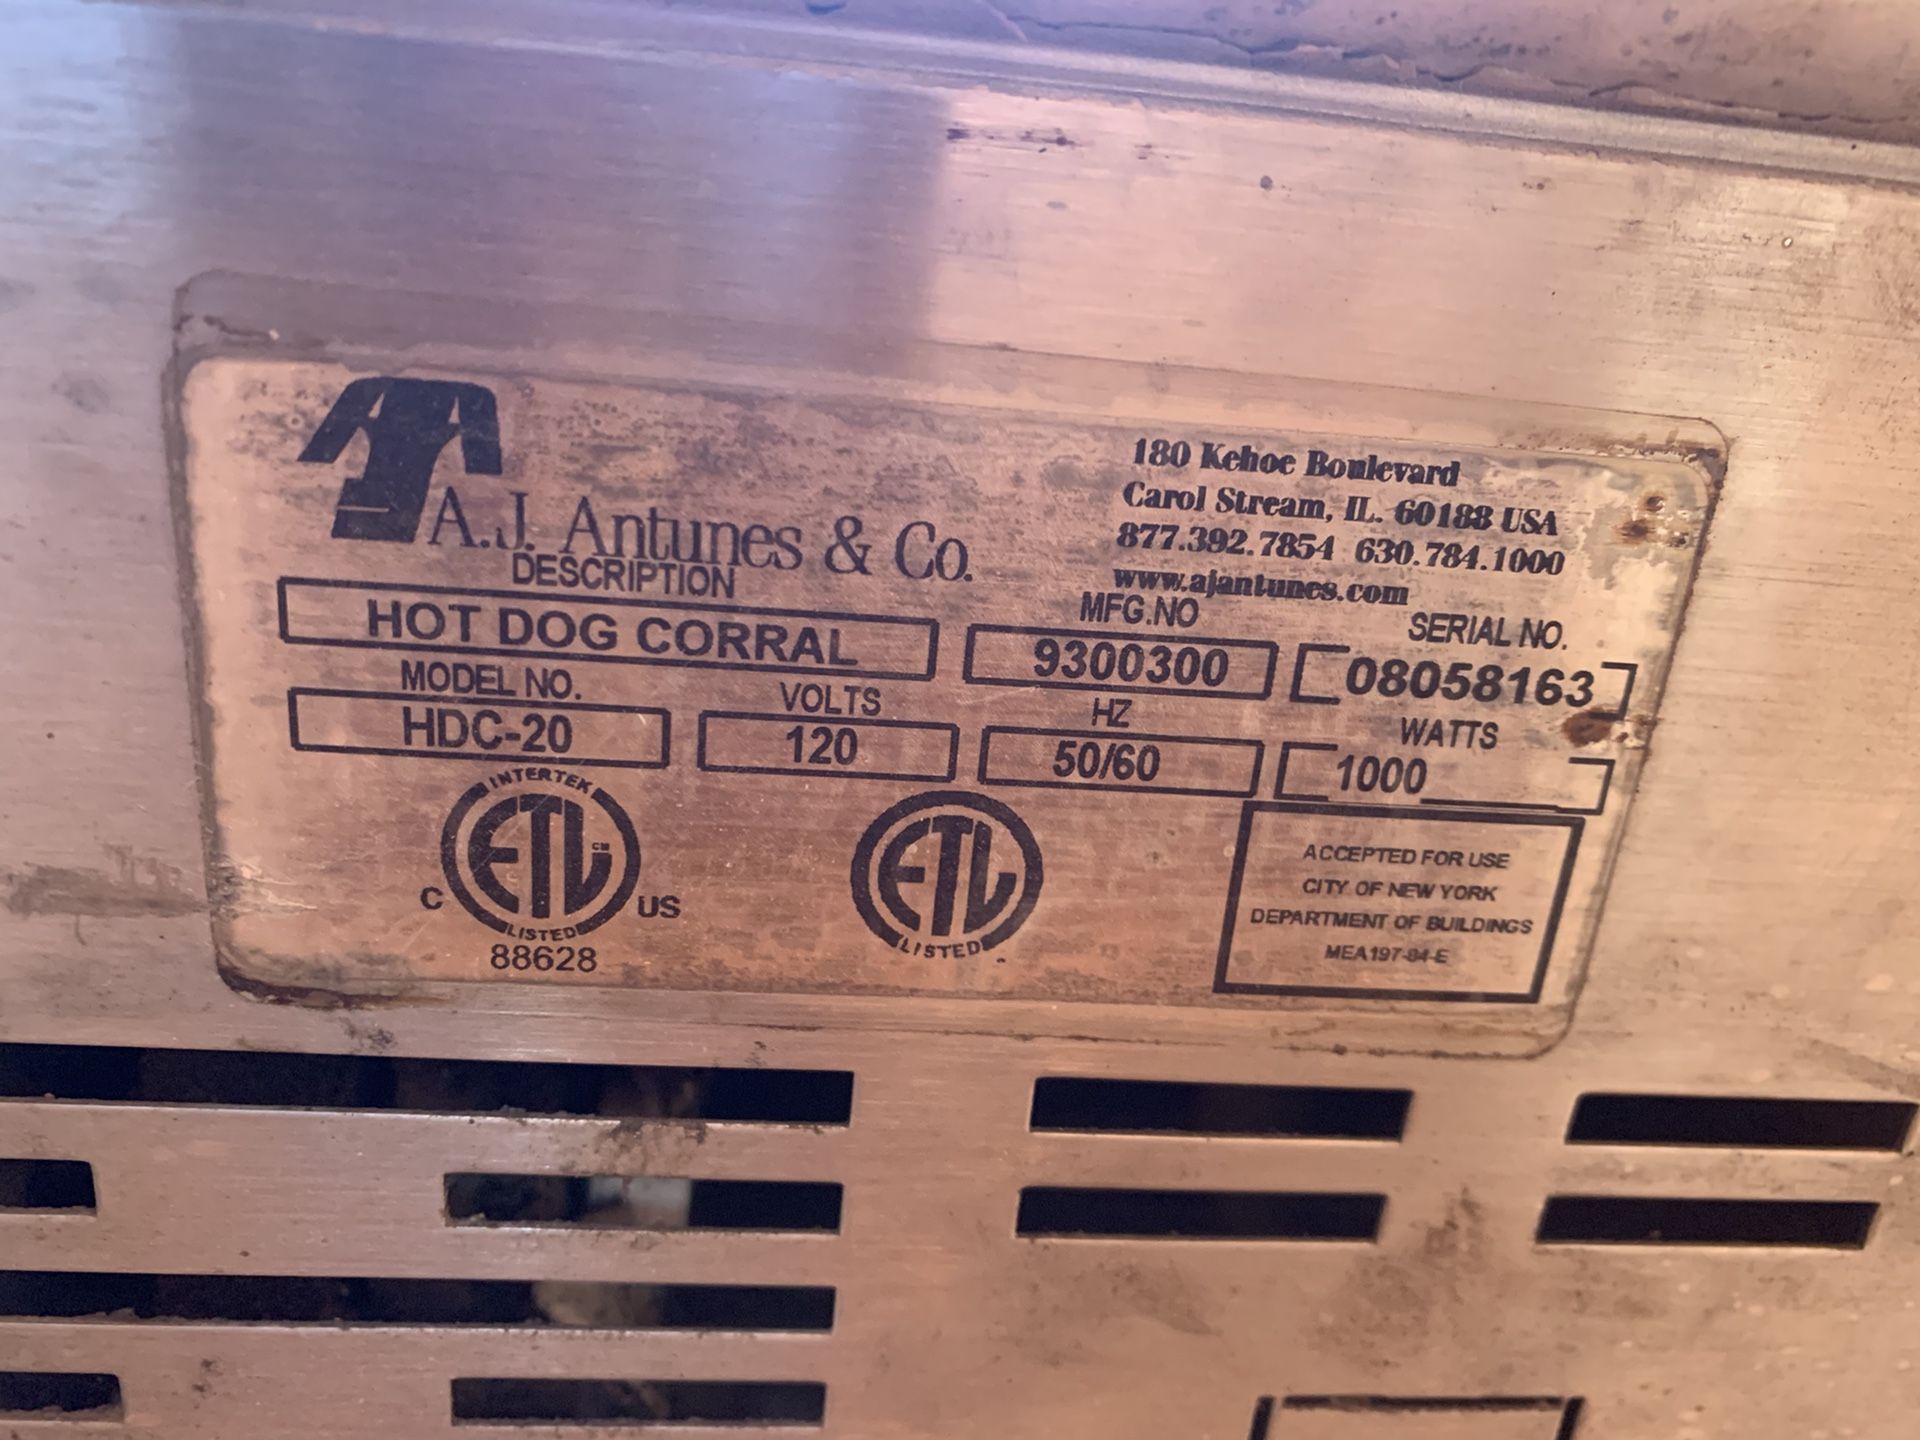 A.J. Antunes & Co.
180 Kehoe Boulevard
Carol Stream, IL. 60188 USA
877.392.7854 630.784.1000
www.ajantunes.com
DESCRIPTION
HOT DOG CORRAL
MFG.NO
9300300
SERIAL NO.
08058163
MODEL NO.
HDC-20
VOLTS
120
HZ
50/60
WATTS
1000
INTERTEK
ETL CM
C US
LISTED
88628
ETL
LISTED
ACCEPTED FOR USE
CITY OF NEW YORK
DEPARTMENT OF BUILDINGS
MEA197-84-E